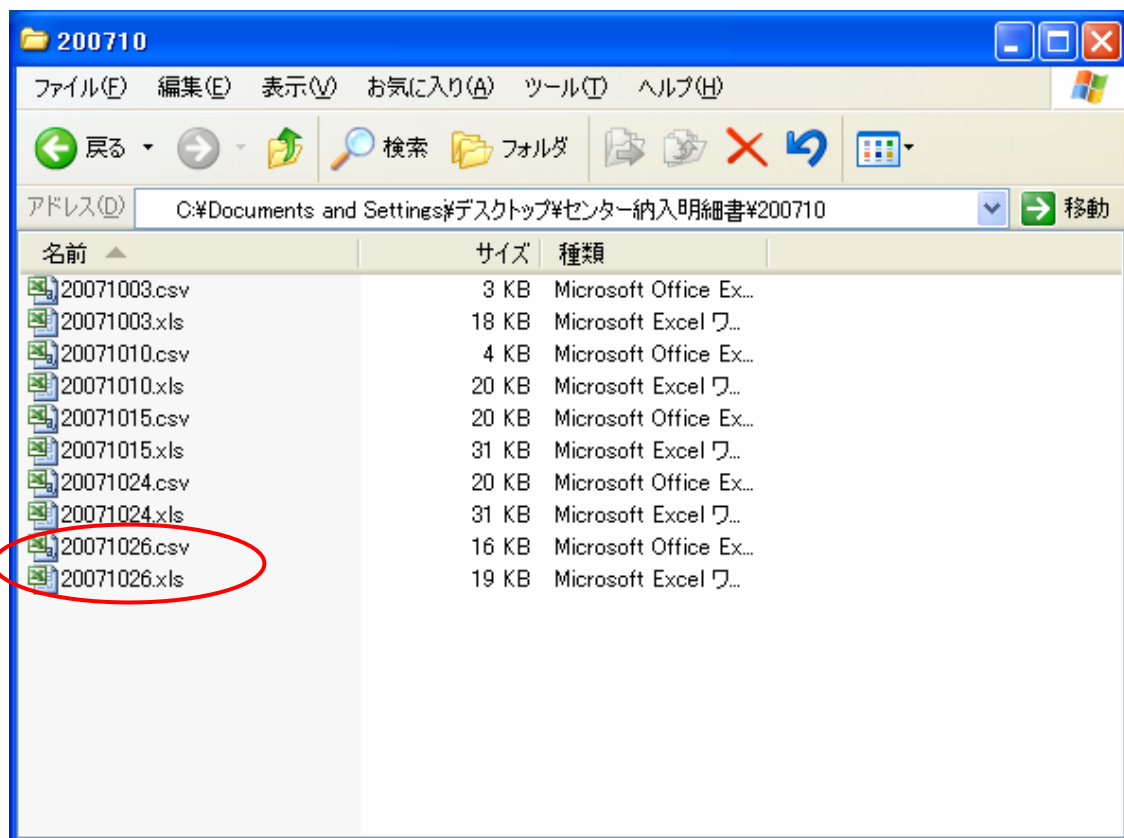 200710
ファイル(F) 編集(E) 表示(V) お気に入り(A) ツール(T) ヘルプ(H)
戻る 検索 フォルダ
アドレス(D) C:¥Documents and Settings¥デスクトップ¥センター納入明細書¥200710 移動
名前 サイズ 種類
20071003.csv 3 KB Microsoft Office Ex...
20071003.xls 18 KB Microsoft Excel ワ...
20071010.csv 4 KB Microsoft Office Ex...
20071010.xls 20 KB Microsoft Excel ワ...
20071015.csv 20 KB Microsoft Office Ex...
20071015.xls 31 KB Microsoft Excel ワ...
20071024.csv 20 KB Microsoft Office Ex...
20071024.xls 31 KB Microsoft Excel ワ...
20071026.csv 16 KB Microsoft Office Ex...
20071026.xls 19 KB Microsoft Excel ワ...